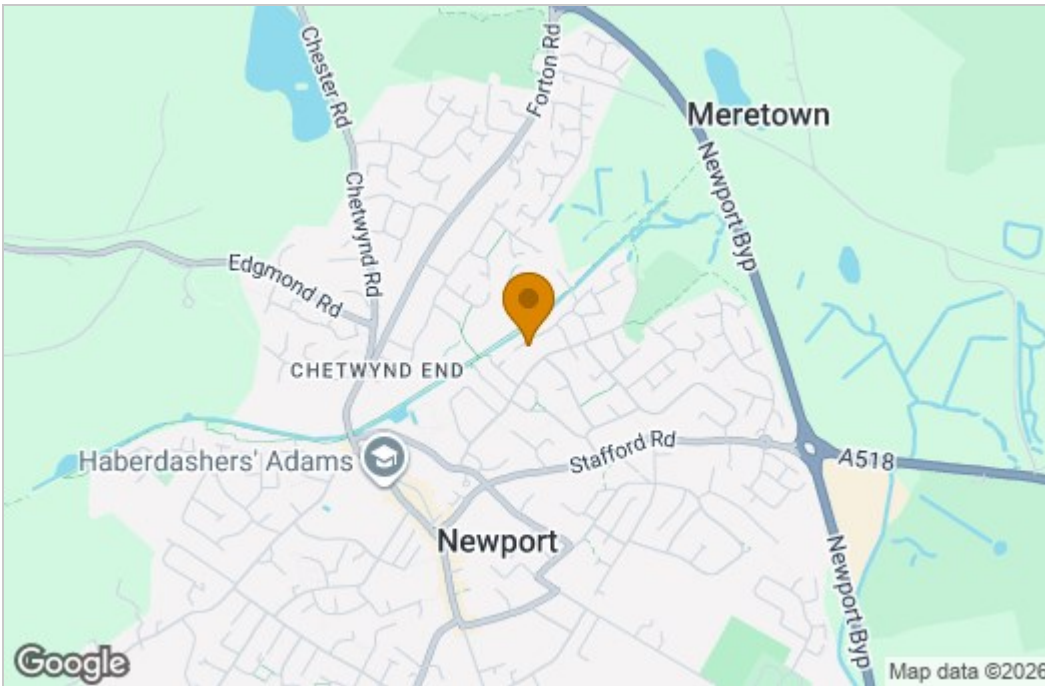 Chester Rd
Forton Rd
Meretown
Newport Byp
Chetwynd Rd
Edgmond Rd
CHETWYND END
Stafford Rd
Haberdashers' Adams
A518
Newport
Newport Byp
Google
Map data ©2026